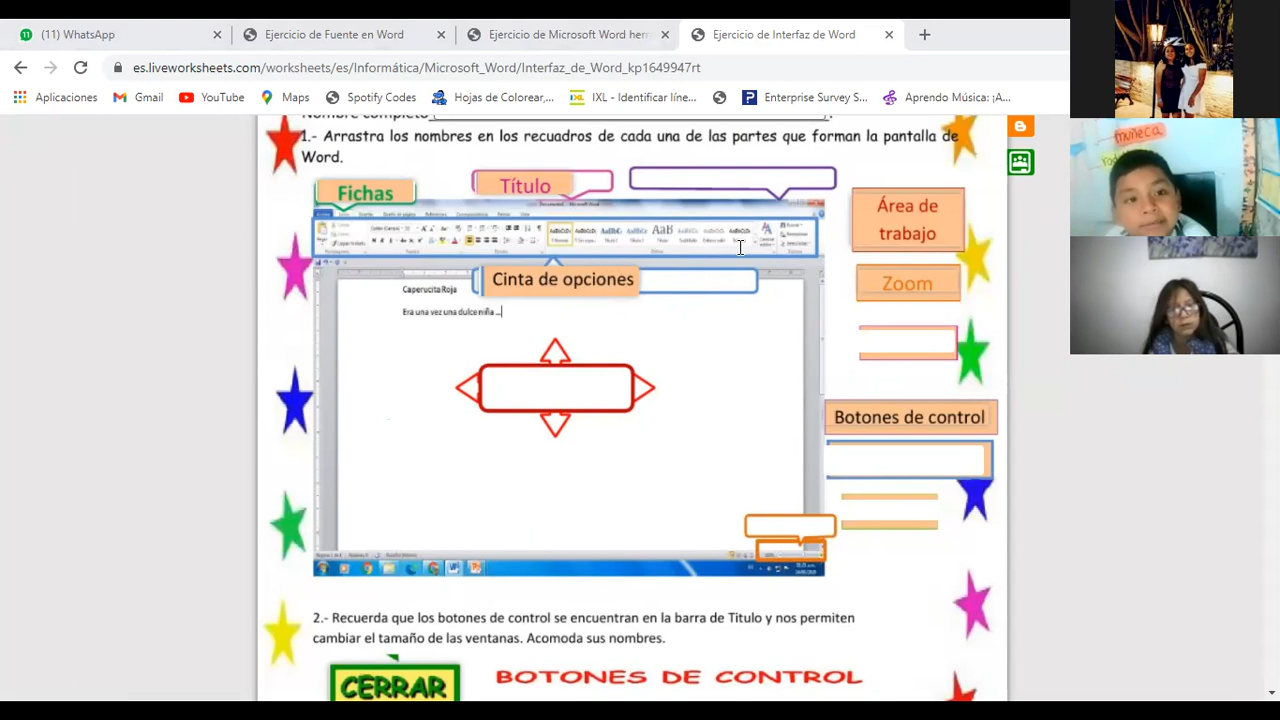 (11) WhatsApp
Ejercicio de Fuente en Word
Ejercicio de Microsoft Word her
Ejercicio de Interfaz de Word
es.liveworksheets.com/worksheets/es/Informática/Microsoft_Word/Interfaz_de_Word_kp1649947rt
Aplicaciones
Gmail
YouTube
Maps
Spotify Codes
Hojas de Colorear,...
IXL - Identificar líne...
Enterprise Survey S...
Aprendo Música: ¡A...
Nombre completo
1.- Arrastra los nombres en los recuadros de cada una de las partes que forman la pantalla de
Word.
Fichas
Título
Área de
trabajo
Cinta de opciones
Zoom
Caperucita Roja
Era una vez una dulce niña ...
Botones de control
2.- Recuerda que los botones de control se encuentran en la barra de Titulo y nos permiten
cambiar el tamaño de las ventanas. Acomoda sus nombres.
CERRAR
BOTONES DE CONTROL
muñeca